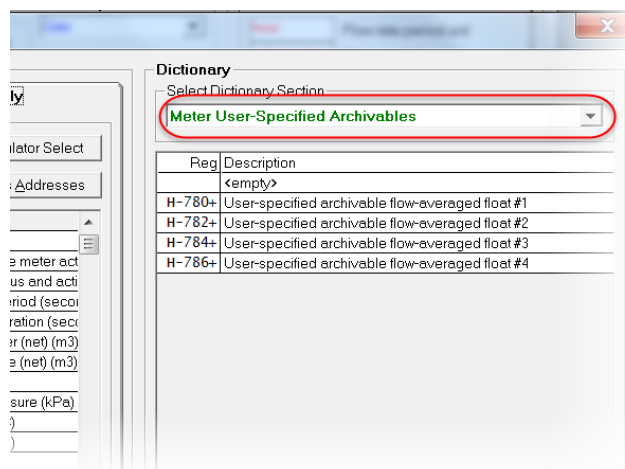 Dictionary
Select Dictionary Section
Meter User-Specified Archivables
Reg Description
<empty>
H-780+ User-specified archivable flow-averaged float #1
H-782+ User-specified archivable flow-averaged float #2
H-784+ User-specified archivable flow-averaged float #3
H-786+ User-specified archivable flow-averaged float #4
ly
lator Select
s Addresses
e meter act
us and acti
eriod (secor
ration (seco
er (net) (m3)
e (net) (m3)
sure (kPa)